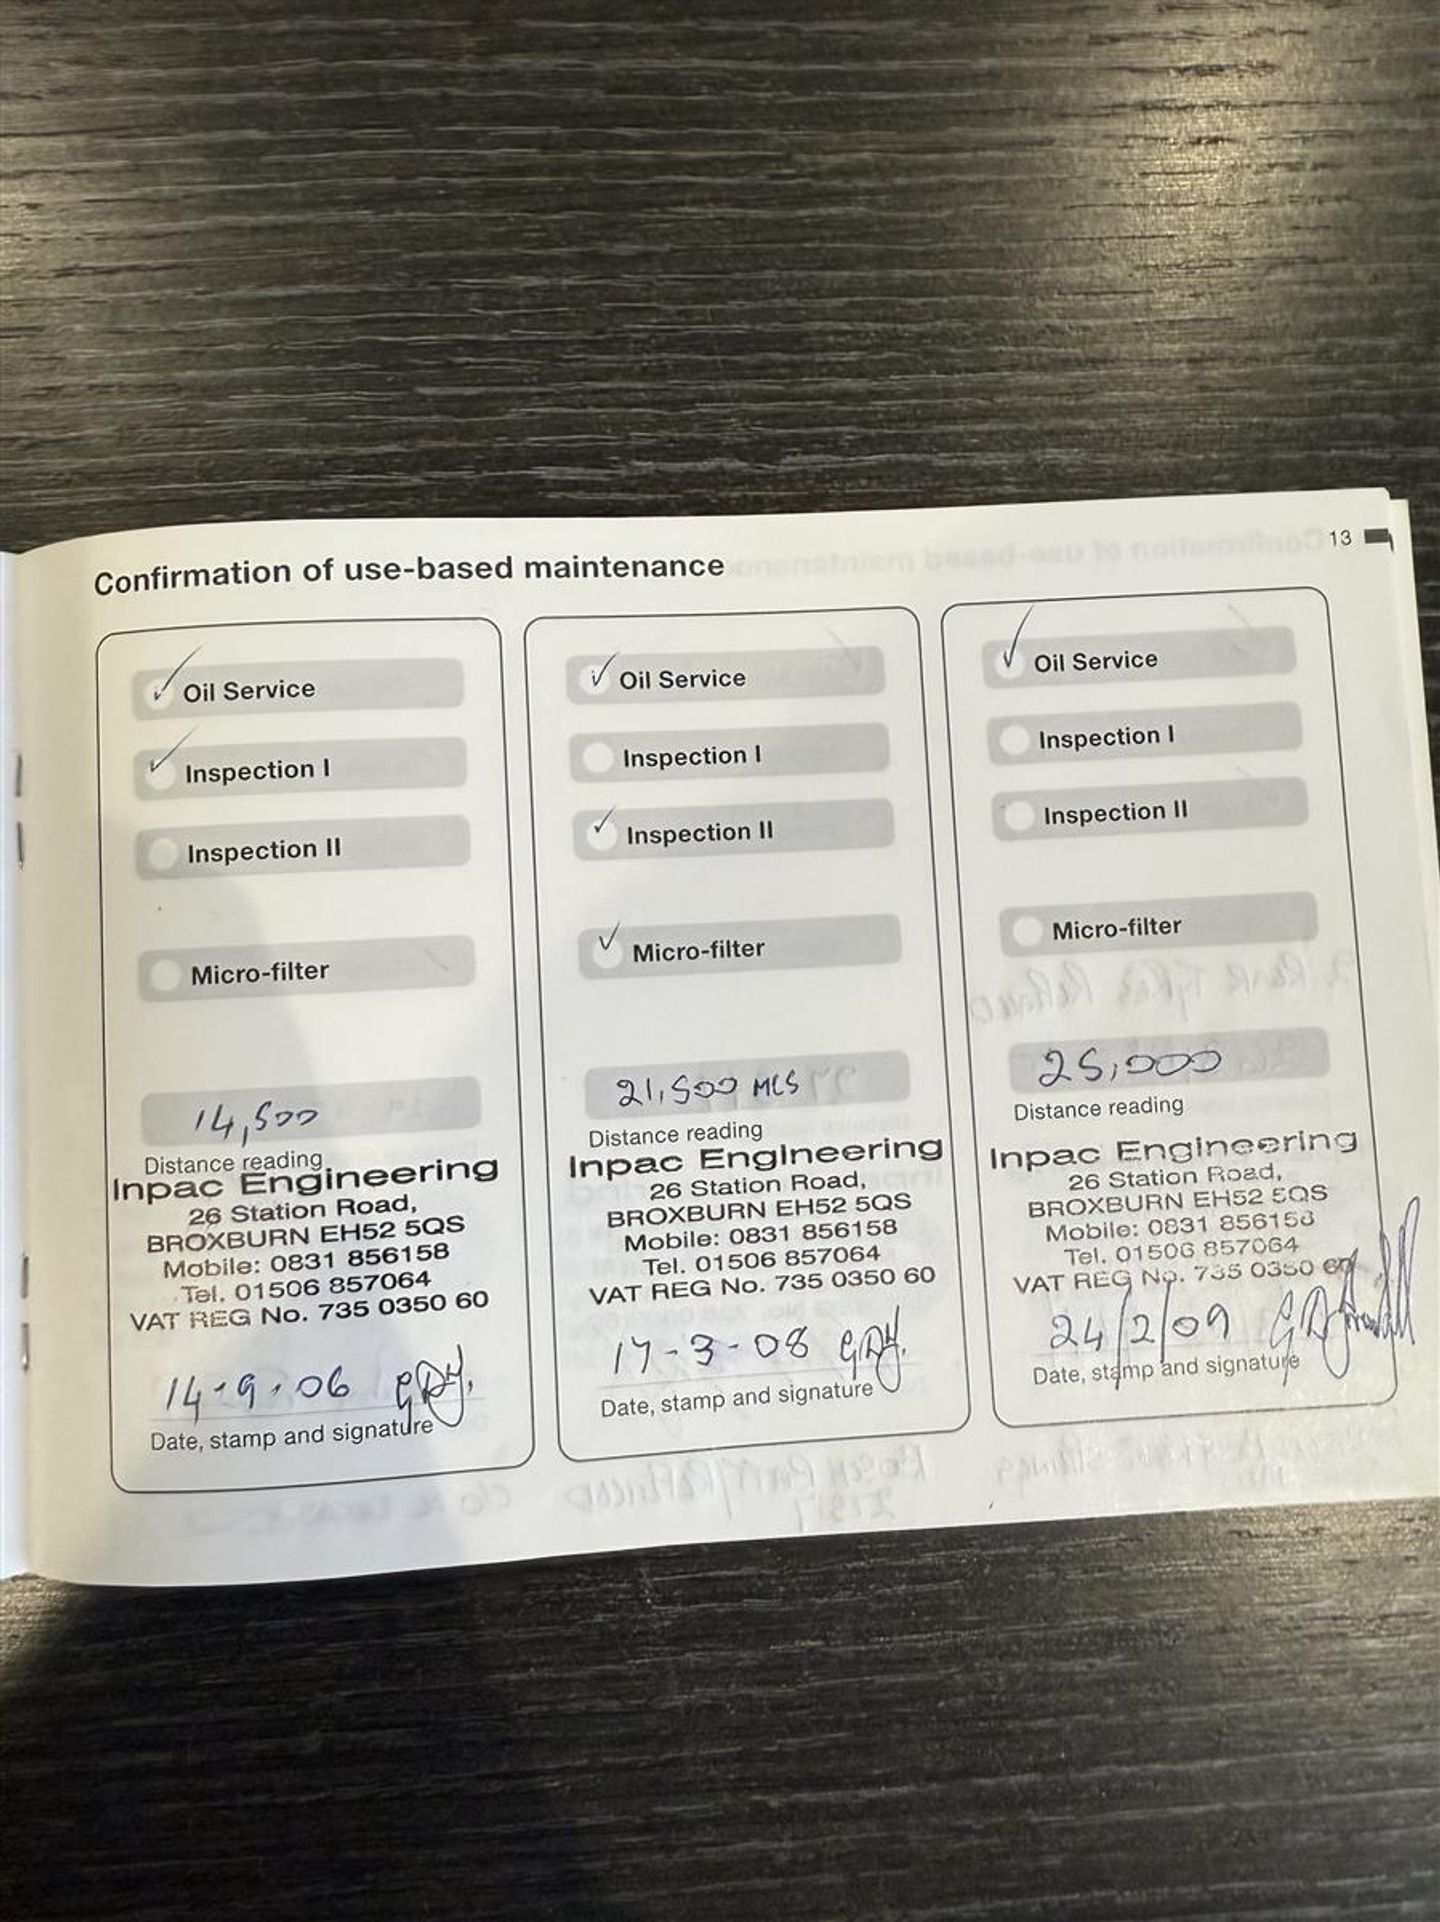 13
Confirmation of use-based maintenance
Oil Service
Inspection I
Inspection II
Micro-filter
14,500
Distance reading
Inpac Engineering
26 Station Road,
BROXBURN EH52 5QS
Mobile: 0831 856158
Tel. 01506 857064
VAT REG No. 735 0350 60
14-9-06
Date, stamp and signature
Oil Service
Inspection I
Inspection II
Micro-filter
21,500 MLS
Distance reading
Inpac Engineering
26 Station Road,
BROXBURN EH52 5QS
Mobile: 0831 856158
Tel. 01506 857064
VAT REG No. 735 0350 60
17-3-08
Date, stamp and signature
Oil Service
Inspection I
Inspection II
Micro-filter
25,000
Distance reading
Inpac Engineering
26 Station Road,
BROXBURN EH52 5QS
Mobile: 0831 856158
Tel. 01506 857064
VAT REG No. 735 0350 60
24/2/09
Date, stamp and signature